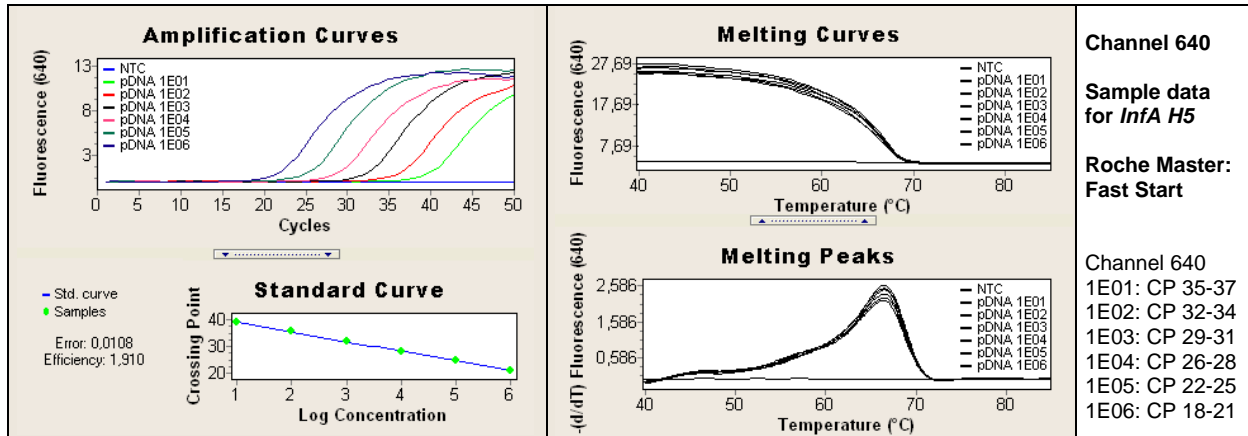 Amplification Curves
Fluorescence (640)
13
8
3
NTC
pDNA 1E01
pDNA 1E02
pDNA 1E03
pDNA 1E04
pDNA 1E05
pDNA 1E06
0 5 10 15 20 25 30 35 40 45 50
Cycles
Std. curve
Samples
Error: 0,0108
Efficiency: 1,910
Standard Curve
Crossing Point
40
30
20
1 2 3 4 5 6
Log Concentration
Melting Curves
Fluorescence (640)
27,69
17,69
7,69
NTC
pDNA 1E01
pDNA 1E02
pDNA 1E03
pDNA 1E04
pDNA 1E05
pDNA 1E06
40 50 60 70 80
Temperature (°C)
Melting Peaks
-(d/dT) Fluorescence (640)
2,586
1,586
0,586
NTC
pDNA 1E01
pDNA 1E02
pDNA 1E03
pDNA 1E04
pDNA 1E05
pDNA 1E06
40 50 60 70 80
Temperature (°C)
Channel 640
Sample data
for InfA H5
Roche Master:
Fast Start
Channel 640
1E01: CP 35-37
1E02: CP 32-34
1E03: CP 29-31
1E04: CP 26-28
1E05: CP 22-25
1E06: CP 18-21